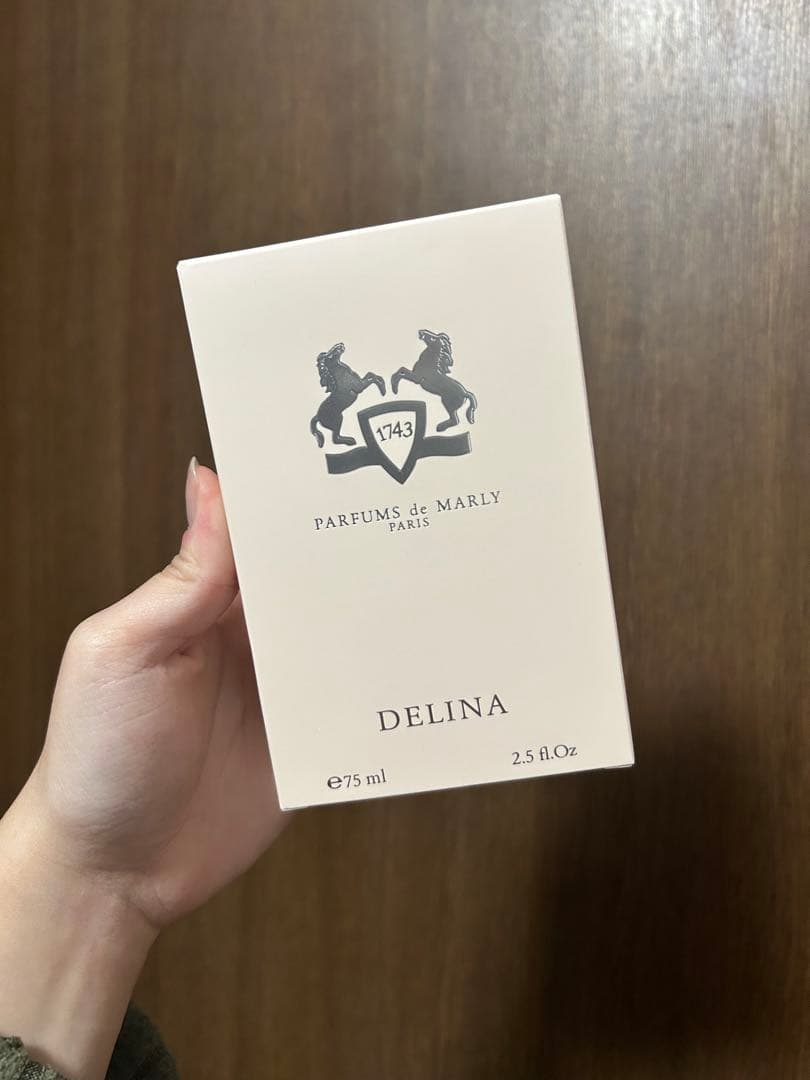 1743
PARFUMS de MARLY
PARIS
DELINA
℮75 ml
2.5 fl.Oz